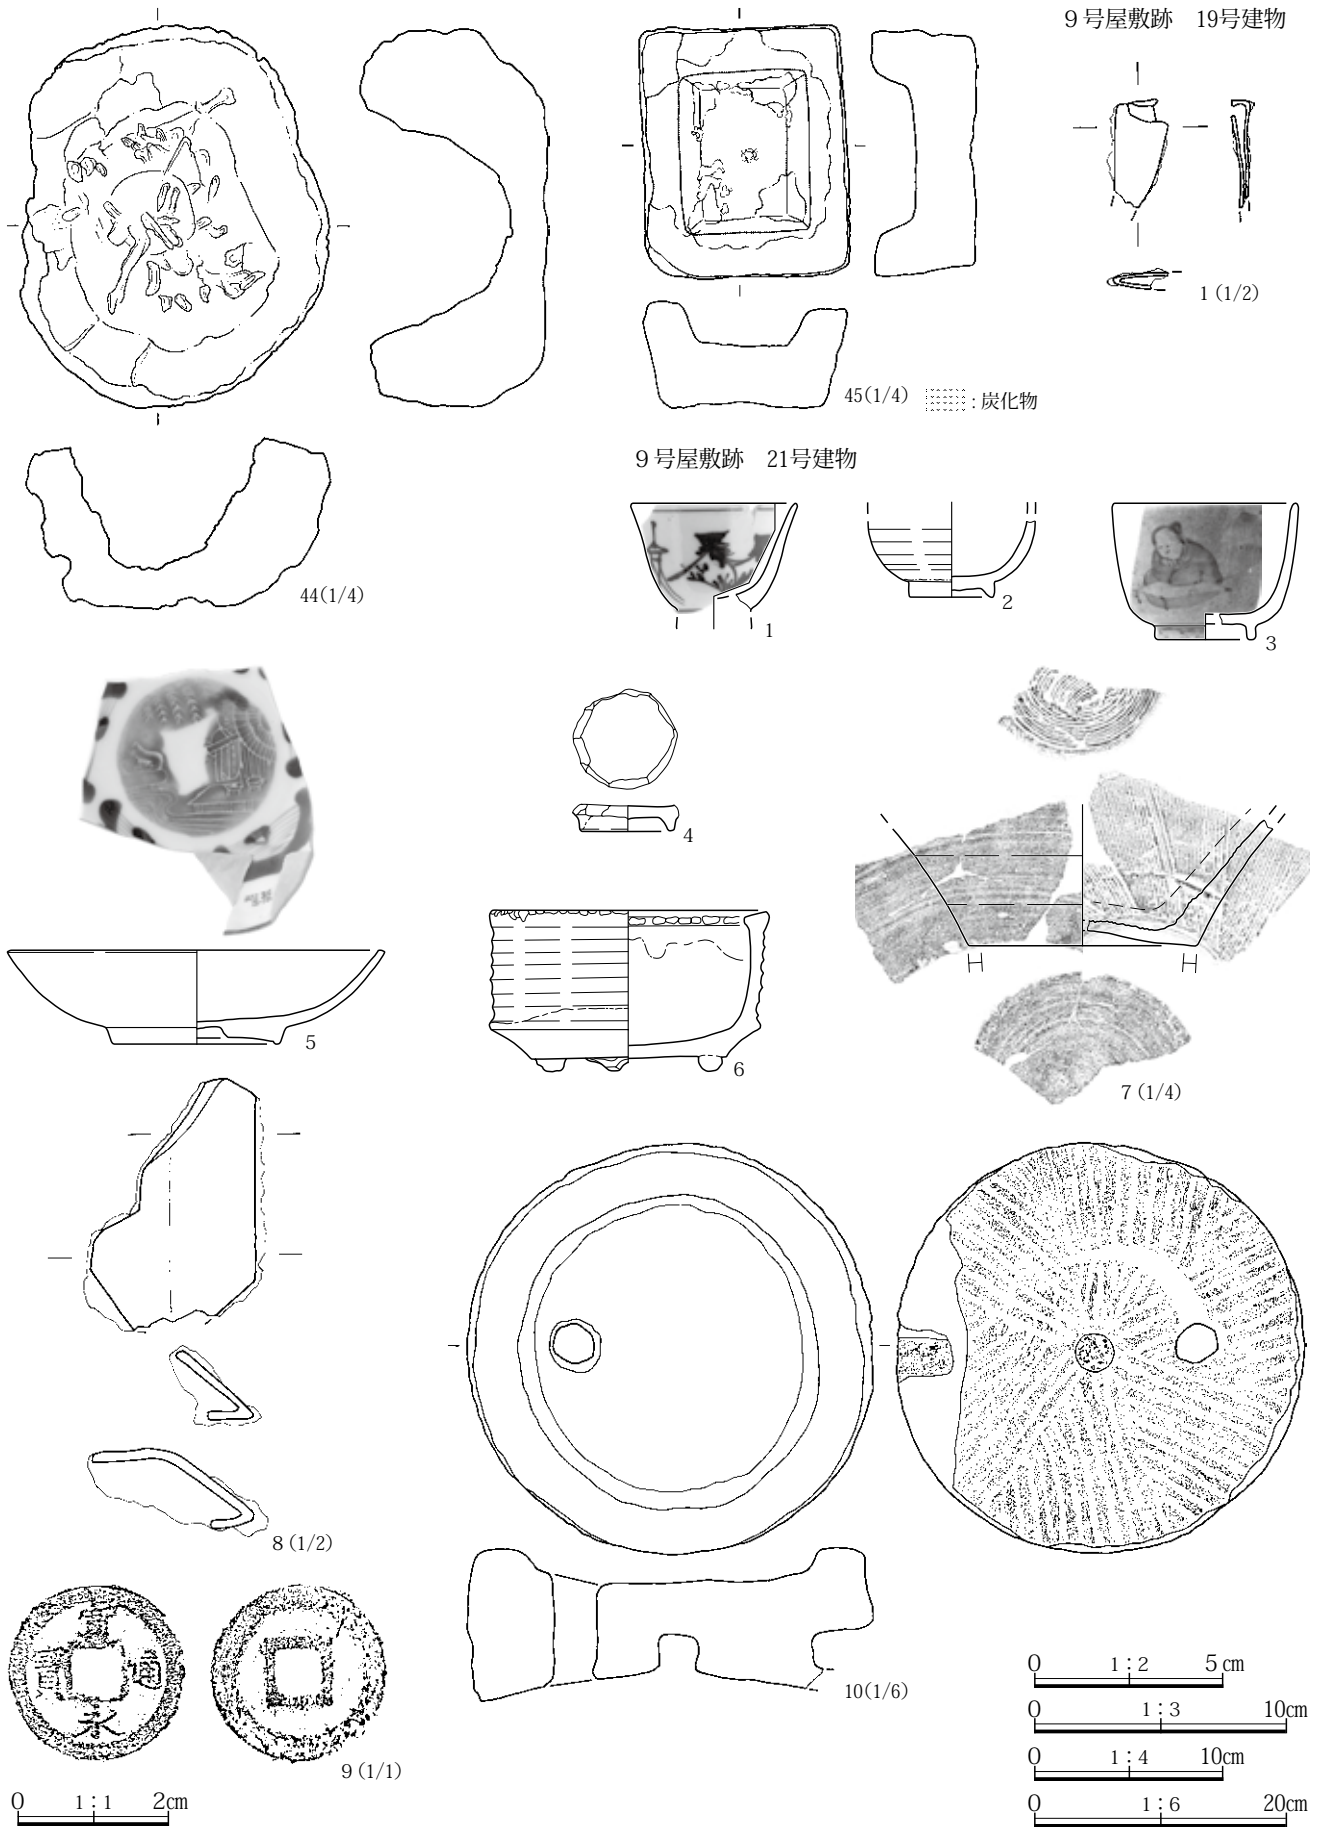 ９号屋敷跡　19号建物
1 (1/2)
45(1/4)
: 炭化物
44(1/4)
９号屋敷跡　21号建物
1
2
3
4
5
6
7 (1/4)
8 (1/2)
9 (1/1)
10(1/6)
0 1：1 2cm
0 1：2 5cm
0 1：3 10cm
0 1：4 10cm
0 1：6 20cm